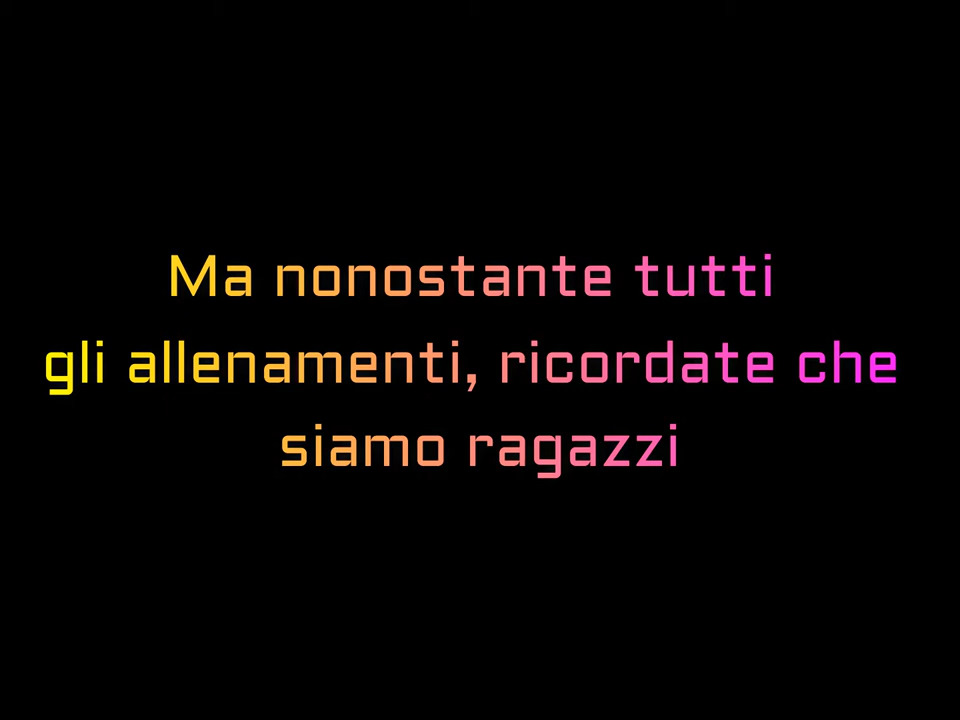 Ma nonostante tutti
gli allenamenti, ricordate che
siamo ragazzi